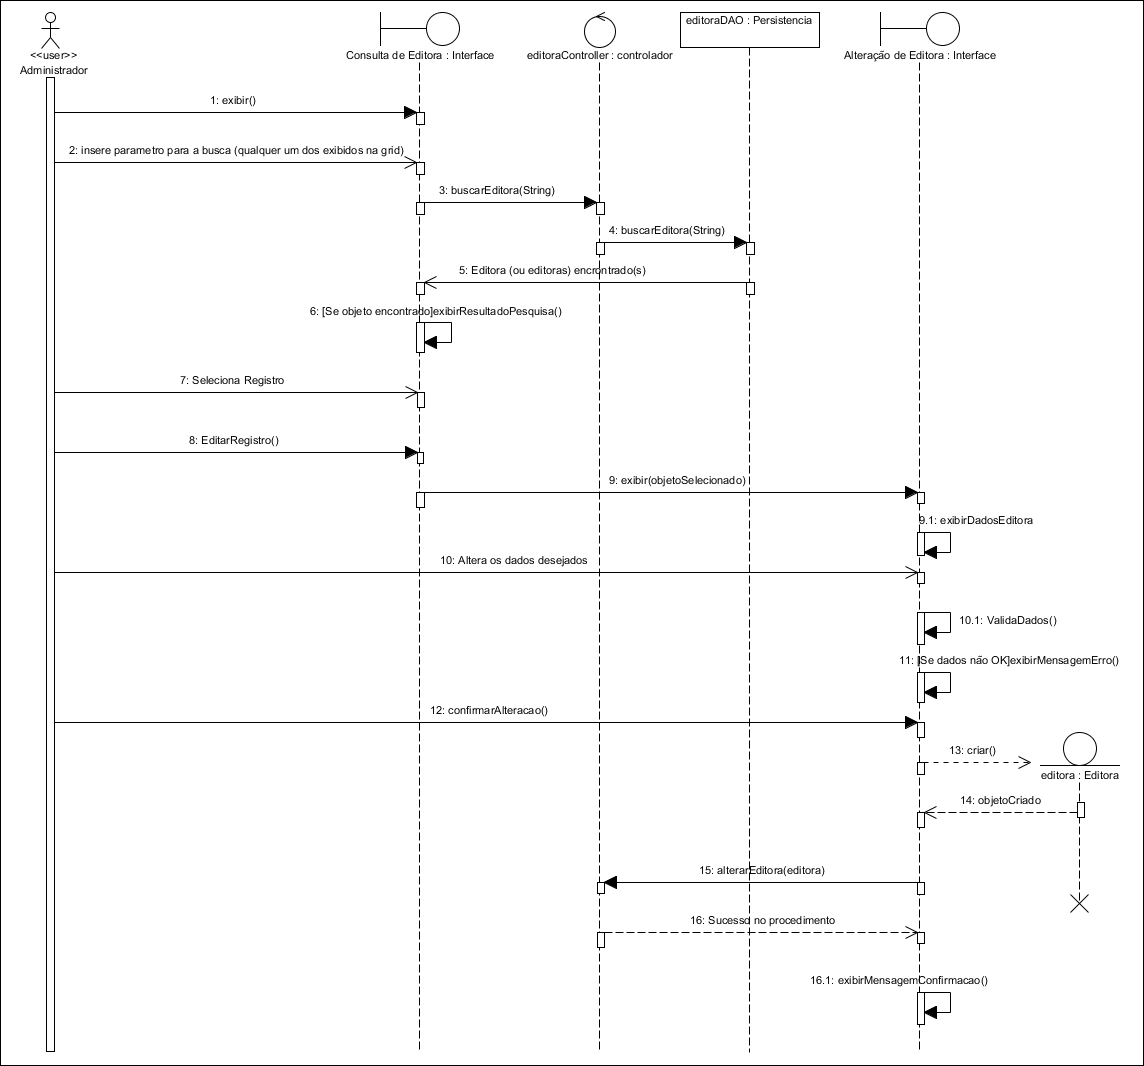 <<user>>
Administrador
Consulta de Editora : Interface
editoraController : controlador
editoraDAO : Persistencia
Alteração de Editora : Interface
1: exibir()
2: insere parametro para a busca (qualquer um dos exibidos na grid)
3: buscarEditora(String)
4: buscarEditora(String)
5: Editora (ou editoras) encrontrado(s)
6: [Se objeto encontrado]exibirResultadoPesquisa()
7: Seleciona Registro
8: EditarRegistro()
9: exibir(objetoSelecionado)
9.1: exibirDadosEditora
10: Altera os dados desejados
10.1: ValidaDados()
11: [Se dados não OK]exibirMensagemErro()
12: confirmarAlteracao()
13: criar()
editora : Editora
14: objetoCriado
15: alterarEditora(editora)
16: Sucesso no procedimento
16.1: exibirMensagemConfirmacao()